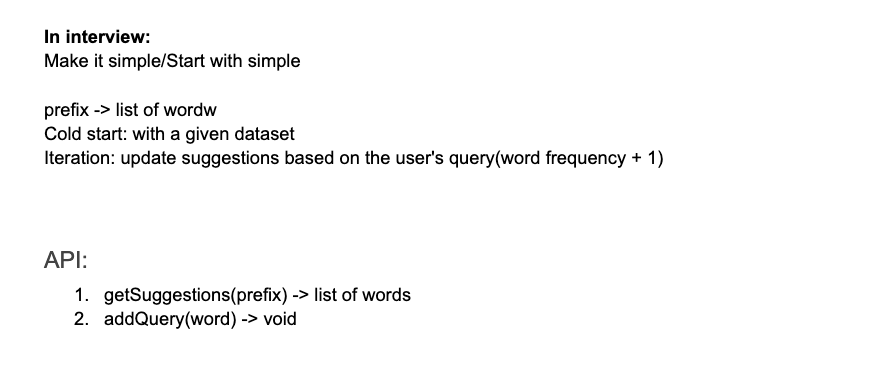 In interview:
Make it simple/Start with simple
prefix -> list of wordw
Cold start: with a given dataset
Iteration: update suggestions based on the user's query(word frequency + 1)
API:
1. getSuggestions(prefix) -> list of words
2. addQuery(word) -> void